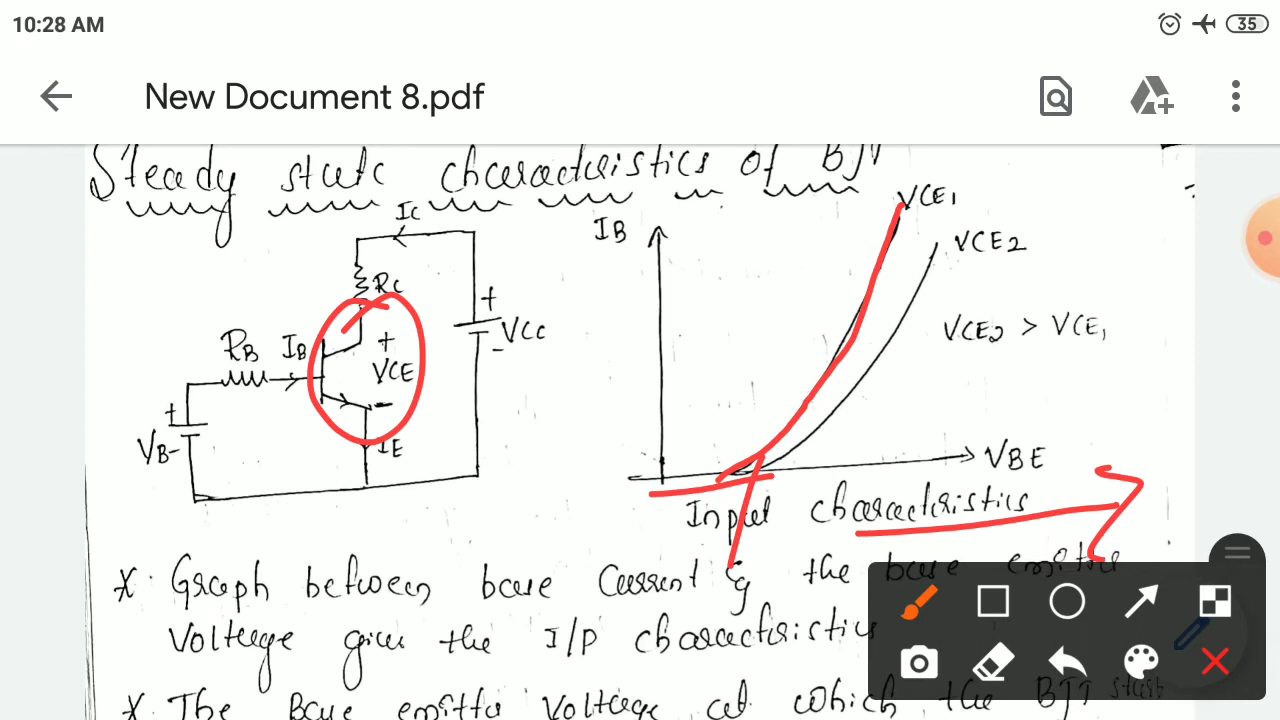 10:28 AM
35
New Document 8.pdf
Steady state characteristics of BJT
IC
RC
+
VCC
-
RB
IB
+
VCE
-
+
VB-
IE
IB
VCE1
VCE2
VCE2 > VCE1
VBE
Input characteristics
X. Graph between base current & the base emitter
voltage gives the I/P characteristics
X. The Base emitter voltage at which the BJT start